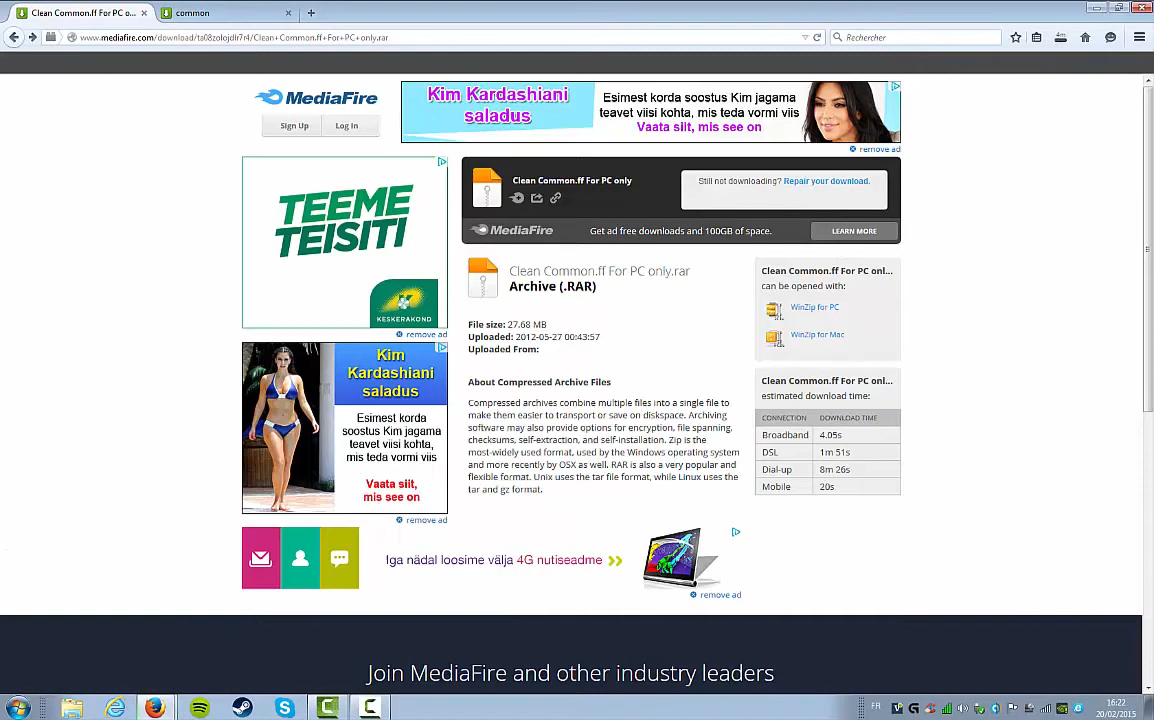 Clean Common.ff For PC o...
common
www.mediafire.com/download/ta08zolojdlr7r4/Clean+Common.ff+For+PC+only.rar
Rechercher
MediaFire
Sign Up
Log In
Kim Kardashiani
saladus
Esimest korda soostus Kim jagama
teavet viisi kohta, mis teda vormi viis
Vaata siit, mis see on
remove ad
TEEME
TEISITI
KESKERAKOND
remove ad
Clean Common.ff For PC only
Still not downloading? Repair your download.
MediaFire
Get ad free downloads and 100GB of space.
LEARN MORE
Clean Common.ff For PC only.rar
Archive (.RAR)
File size: 27.68 MB
Uploaded: 2012-05-27 00:43:57
Uploaded From:
About Compressed Archive Files
Compressed archives combine multiple files into a single file to
make them easier to transport or save on diskspace. Archiving
software may also provide options for encryption, file spanning,
checksums, self-extraction, and self-installation. Zip is the
most-widely used format, used by the Windows operating system
and more recently by OSX as well. RAR is also a very popular and
flexible format. Unix uses the tar file format, while Linux uses the
tar and gz format.
Clean Common.ff For PC onl...
can be opened with:
WinZip for PC
WinZip for Mac
Clean Common.ff For PC onl...
estimated download time:
CONNECTION DOWNLOAD TIME
Broadband 4.05s
DSL 1m 51s
Dial-up 8m 26s
Mobile 20s
Kim
Kardashiani
saladus
Esimest korda
soostus Kim jagama
teavet viisi kohta,
mis teda vormi viis
Vaata siit,
mis see on
remove ad
Iga nädal loosime välja 4G nutiseadme
remove ad
Join MediaFire and other industry leaders
FR
16:22
20/02/2015